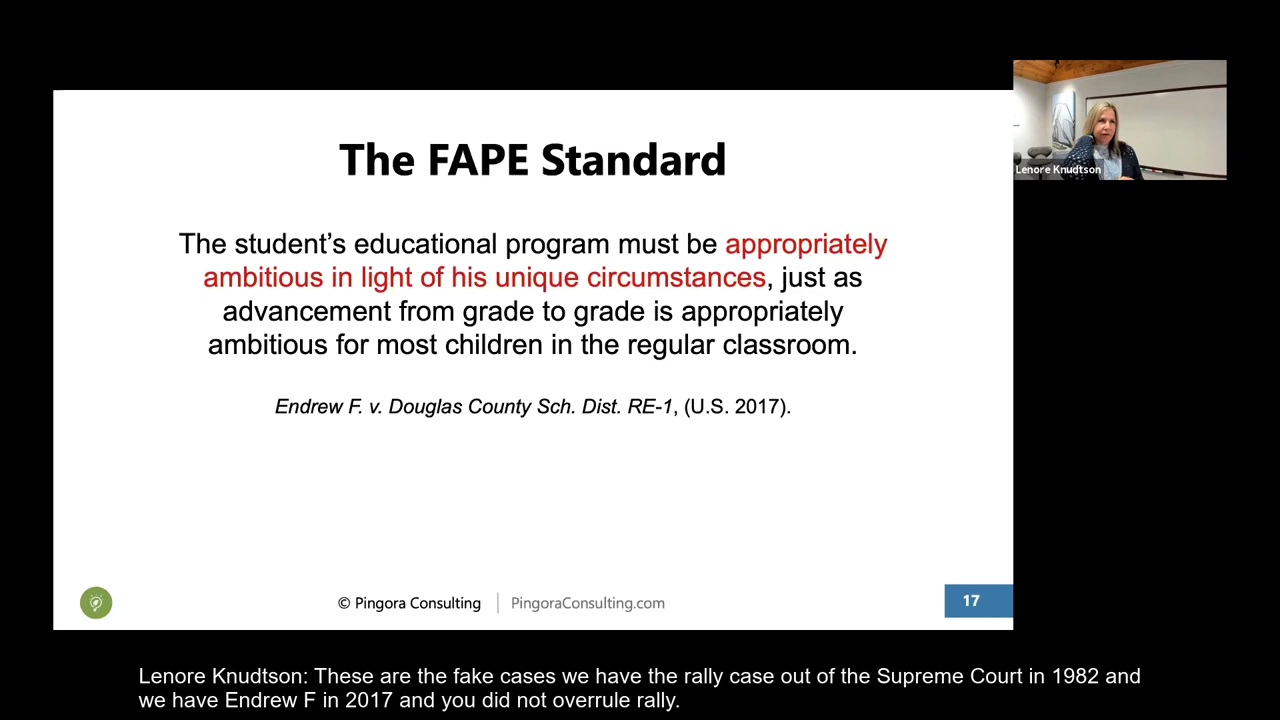 The FAPE Standard
The student’s educational program must be appropriately
ambitious in light of his unique circumstances, just as
advancement from grade to grade is appropriately
ambitious for most children in the regular classroom.
Endrew F. v. Douglas County Sch. Dist. RE-1, (U.S. 2017).
© Pingora Consulting
PingoraConsulting.com
17
Lenore Knudtson
Lenore Knudtson: These are the fake cases we have the rally case out of the Supreme Court in 1982 and
we have Endrew F in 2017 and you did not overrule rally.